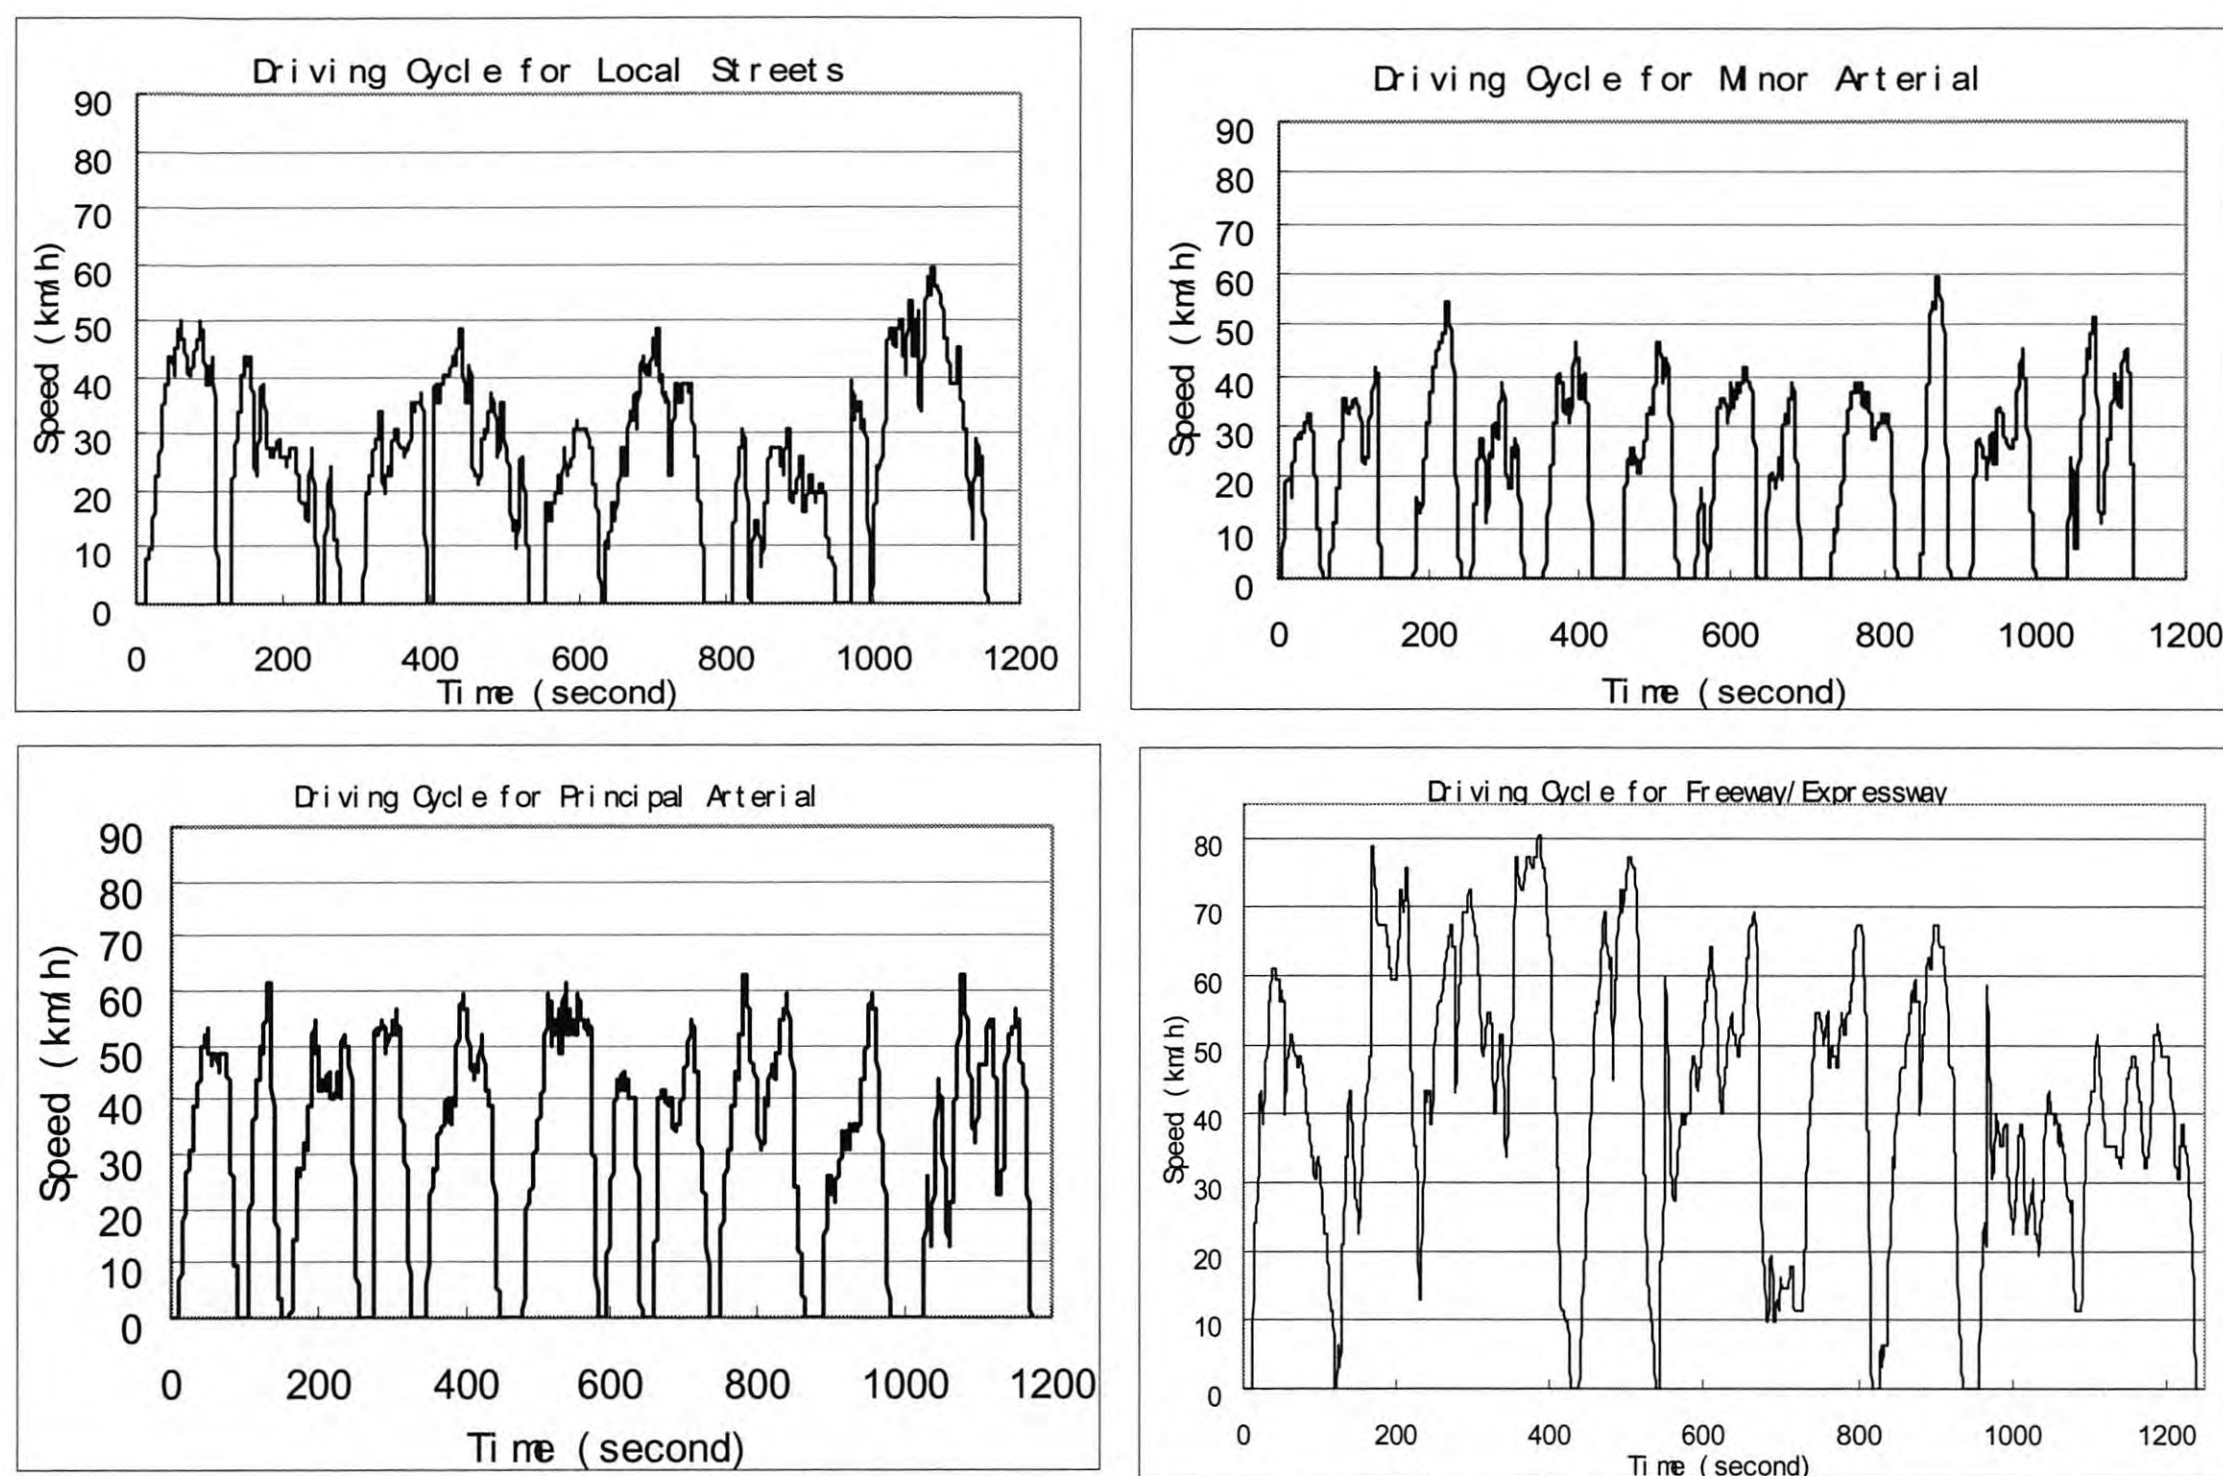 Driving Cycle for Local Streets
90
80
70
60
50
40
30
20
10
0
Speed (km/h)
0 200 400 600 800 1000 1200
Time (second)
Driving Cycle for Minor Arterial
90
80
70
60
50
40
30
20
10
0
Speed (km/h)
0 200 400 600 800 1000 1200
Time (second)
Driving Cycle for Principal Arterial
90
80
70
60
50
40
30
20
10
0
Speed (km/h)
0 200 400 600 800 1000 1200
Time (second)
Driving Cycle for Freeway/Expressway
80
70
60
50
40
30
20
10
0
Speed (km/h)
0 200 400 600 800 1000 1200
Time (second)